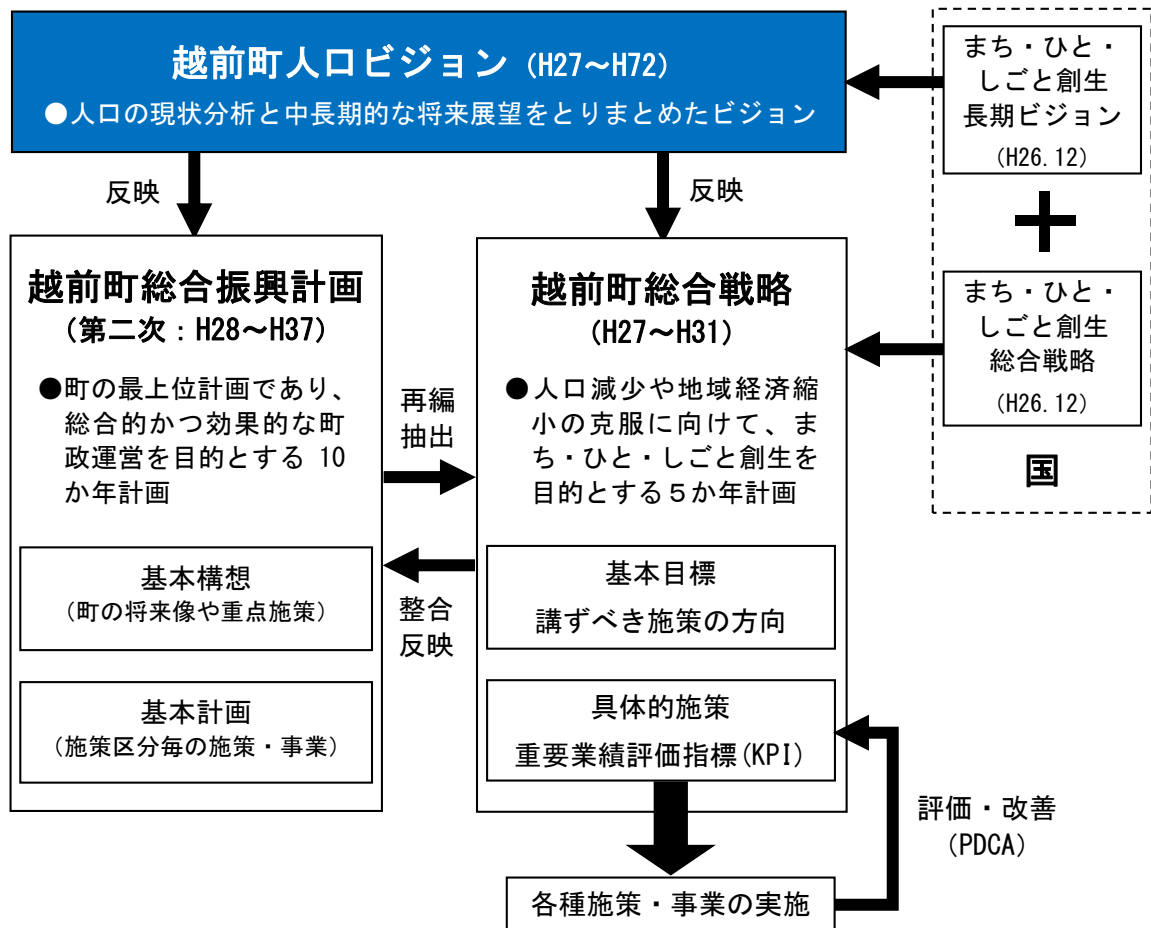 越前町人口ビジョン（H27～H72）
●人口の現状分析と中長期的な将来展望をとりまとめたビジョン
まち・ひと・
しごと創生
長期ビジョン
(H26.12)
反映
反映
越前町総合振興計画
(第二次：H28～H37)
●町の最上位計画であり、
総合的かつ効果的な町
政運営を目的とする 10
か年計画
再編
抽出
越前町総合戦略
(H27～H31)
●人口減少や地域経済縮
小の克服に向けて、ま
ち・ひと・しごと創生を
目的とする５か年計画
まち・ひと・
しごと創生
総合戦略
(H26.12)
国
基本構想
(町の将来像や重点施策)
整合
反映
基本目標
講ずべき施策の方向
基本計画
(施策区分毎の施策・事業)
具体的施策
重要業績評価指標(KPI)
評価・改善
(PDCA)
各種施策・事業の実施